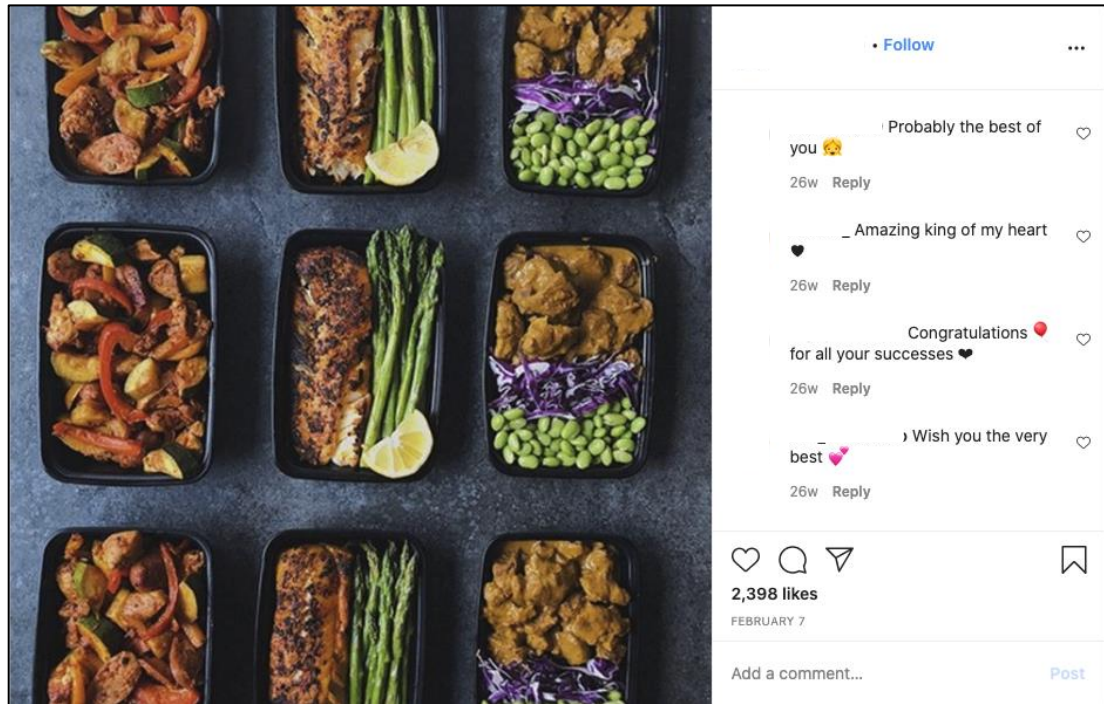 • Follow
Probably the best of
you 👧
26w Reply
_ Amazing king of my heart
🖤
26w Reply
Congratulations 🎈
for all your successes ❤
26w Reply
Wish you the very
best 💕
26w Reply
2,398 likes
FEBRUARY 7
Add a comment... Post